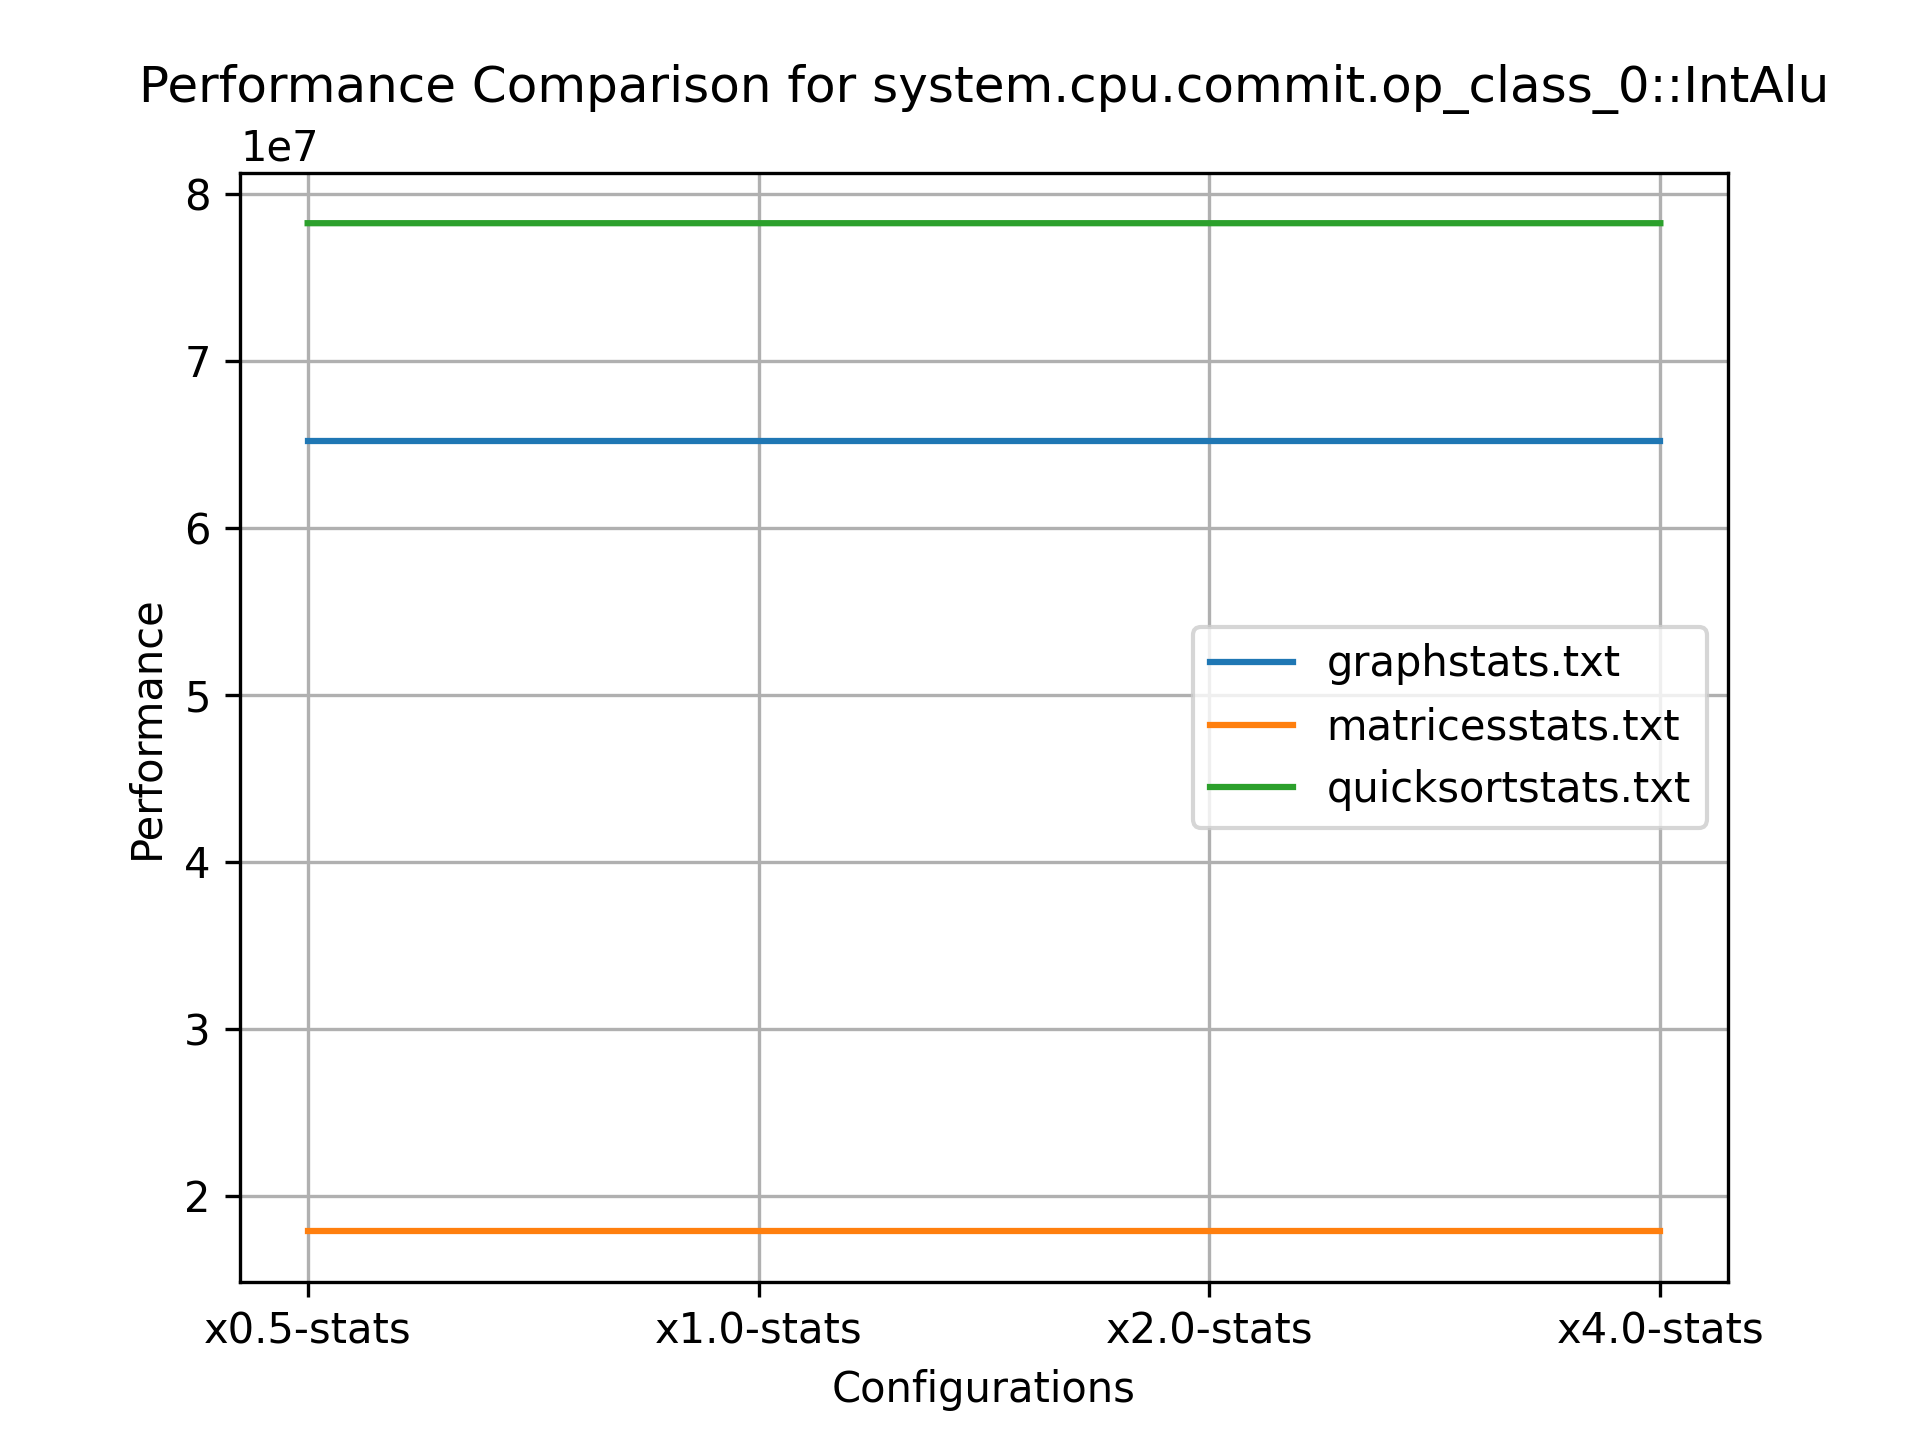 Performance Comparison for system.cpu.commit.op_class_0::IntAlu
1e7
8
7
6
5
4
3
2
Performance
graphstats.txt
matricesstats.txt
quicksortstats.txt
x0.5-stats
x1.0-stats
x2.0-stats
x4.0-stats
Configurations